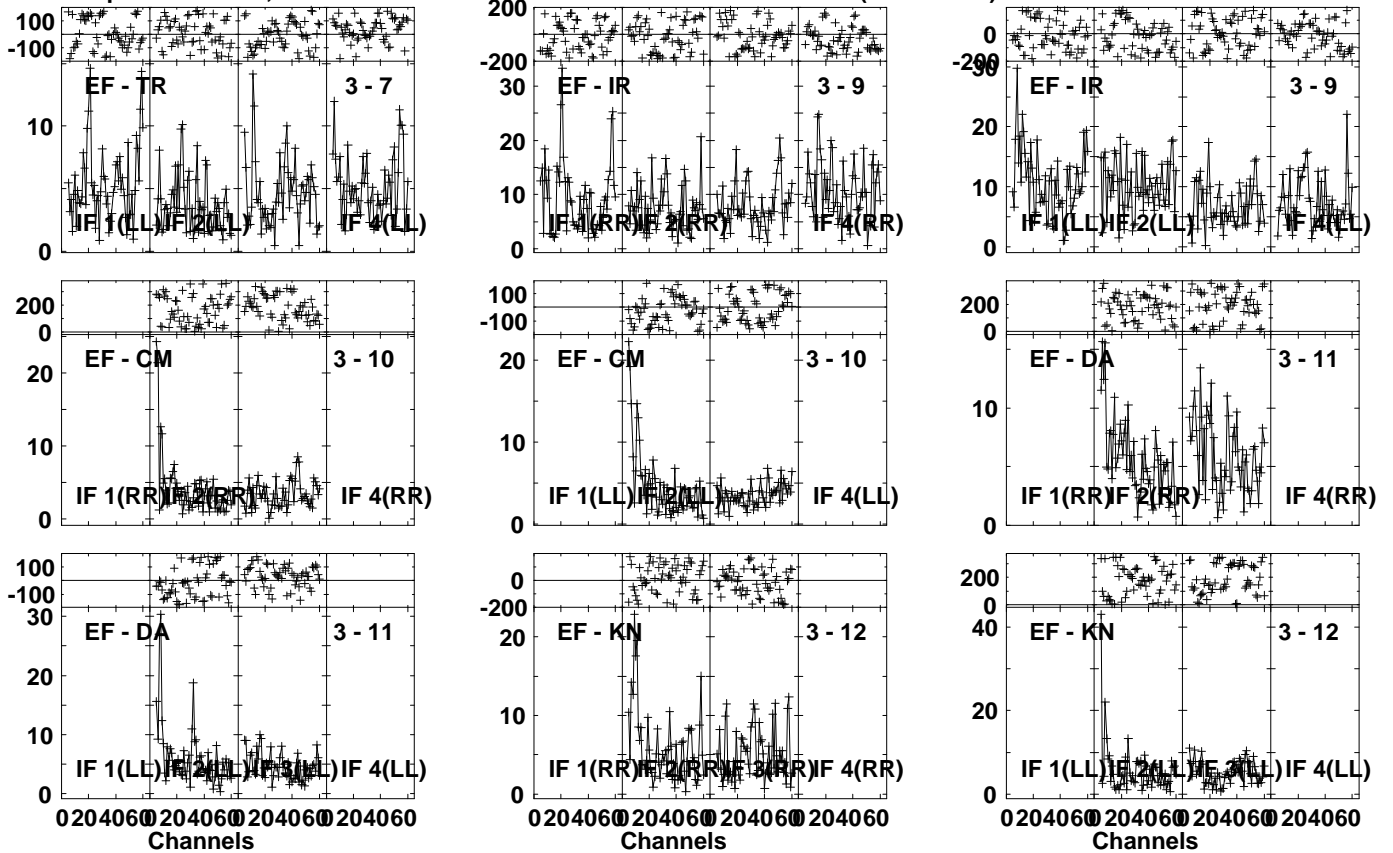 100
-100
EF - TR
3 - 7
10
0
IF 1(LL)
IF 2(LL)
IF 4(LL)
200
0
-200
EF - IR
3 - 9
30
20
10
0
IF 1(RR)
IF 2(RR)
IF 4(RR)
0
-200
EF - IR
3 - 9
30
20
10
0
IF 1(LL)
IF 2(LL)
IF 4(LL)
200
0
EF - CM
3 - 10
20
10
0
IF 1(RR)
IF 2(RR)
IF 4(RR)
100
-100
EF - CM
3 - 10
20
10
0
IF 1(LL)
IF 2(LL)
IF 4(LL)
200
0
EF - DA
3 - 11
10
0
IF 1(RR)
IF 2(RR)
IF 4(RR)
100
-100
EF - DA
3 - 11
30
20
10
0
IF 1(LL)
IF 2(LL)
IF 3(LL)
IF 4(LL)
0 20 40 60 0 20 40 60 0 20 40 60 0 20 40 60
Channels
0
-200
EF - KN
3 - 12
20
10
0
IF 1(RR)
IF 2(RR)
IF 3(RR)
IF 4(RR)
0 20 40 60 0 20 40 60 0 20 40 60 0 20 40 60
Channels
200
0
EF - KN
3 - 12
40
20
0
IF 1(LL)
IF 2(LL)
IF 3(LL)
IF 4(LL)
0 20 40 60 0 20 40 60 0 20 40 60 0 20 40 60
Channels